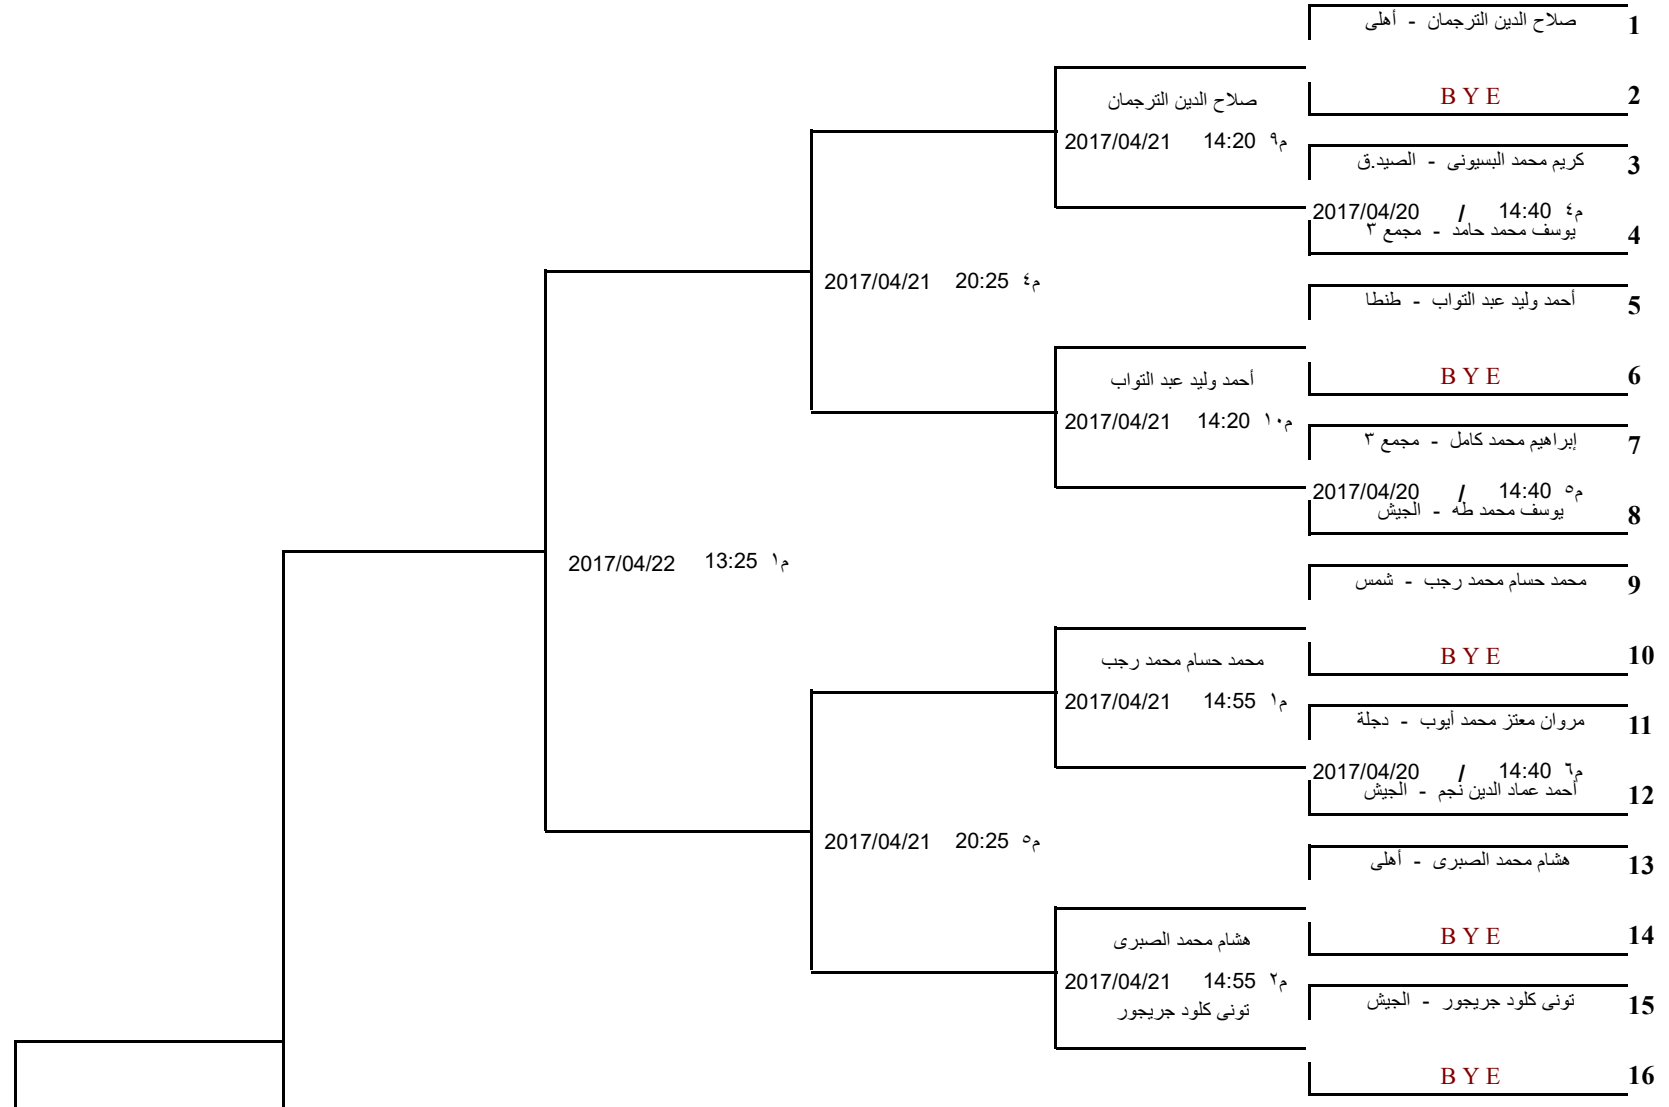 صلاح الدين الترجمان - أهلى 1
B Y E 2
صلاح الدين الترجمان
م٩ 14:20 2017/04/21
كريم محمد البسيونى - الصيد.ق 3
م٤ 14:40 / 2017/04/20
يوسف محمد حامد - مجمع ٣ 4
م٤ 20:25 2017/04/21
أحمد وليد عبد التواب - طنطا 5
B Y E 6
أحمد وليد عبد التواب
م١٠ 14:20 2017/04/21
إبراهيم محمد كامل - مجمع ٣ 7
م٥ 14:40 / 2017/04/20
يوسف محمد طه - الجيش 8
م١ 13:25 2017/04/22
محمد حسام محمد رجب - شمس 9
B Y E 10
محمد حسام محمد رجب
م١ 14:55 2017/04/21
مروان معتز محمد أيوب - دجلة 11
م٦ 14:40 / 2017/04/20
أحمد عماد الدين نجم - الجيش 12
م٥ 20:25 2017/04/21
هشام محمد الصبرى - أهلى 13
B Y E 14
هشام محمد الصبرى
م٢ 14:55 2017/04/21
تونى كلود جريجور
تونى كلود جريجور - الجيش 15
B Y E 16